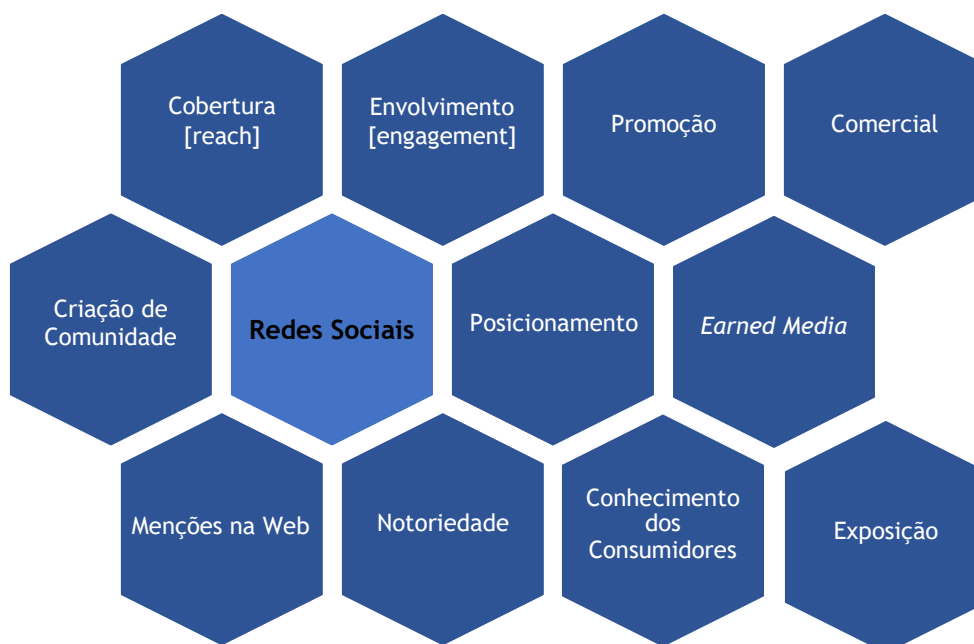 Cobertura
[reach]
Envolvimento
[engagement]
Promoção
Comercial
Criação de
Comunidade
Redes Sociais
Posicionamento
Earned Media
Menções na Web
Notoriedade
Conhecimento
dos
Consumidores
Exposição